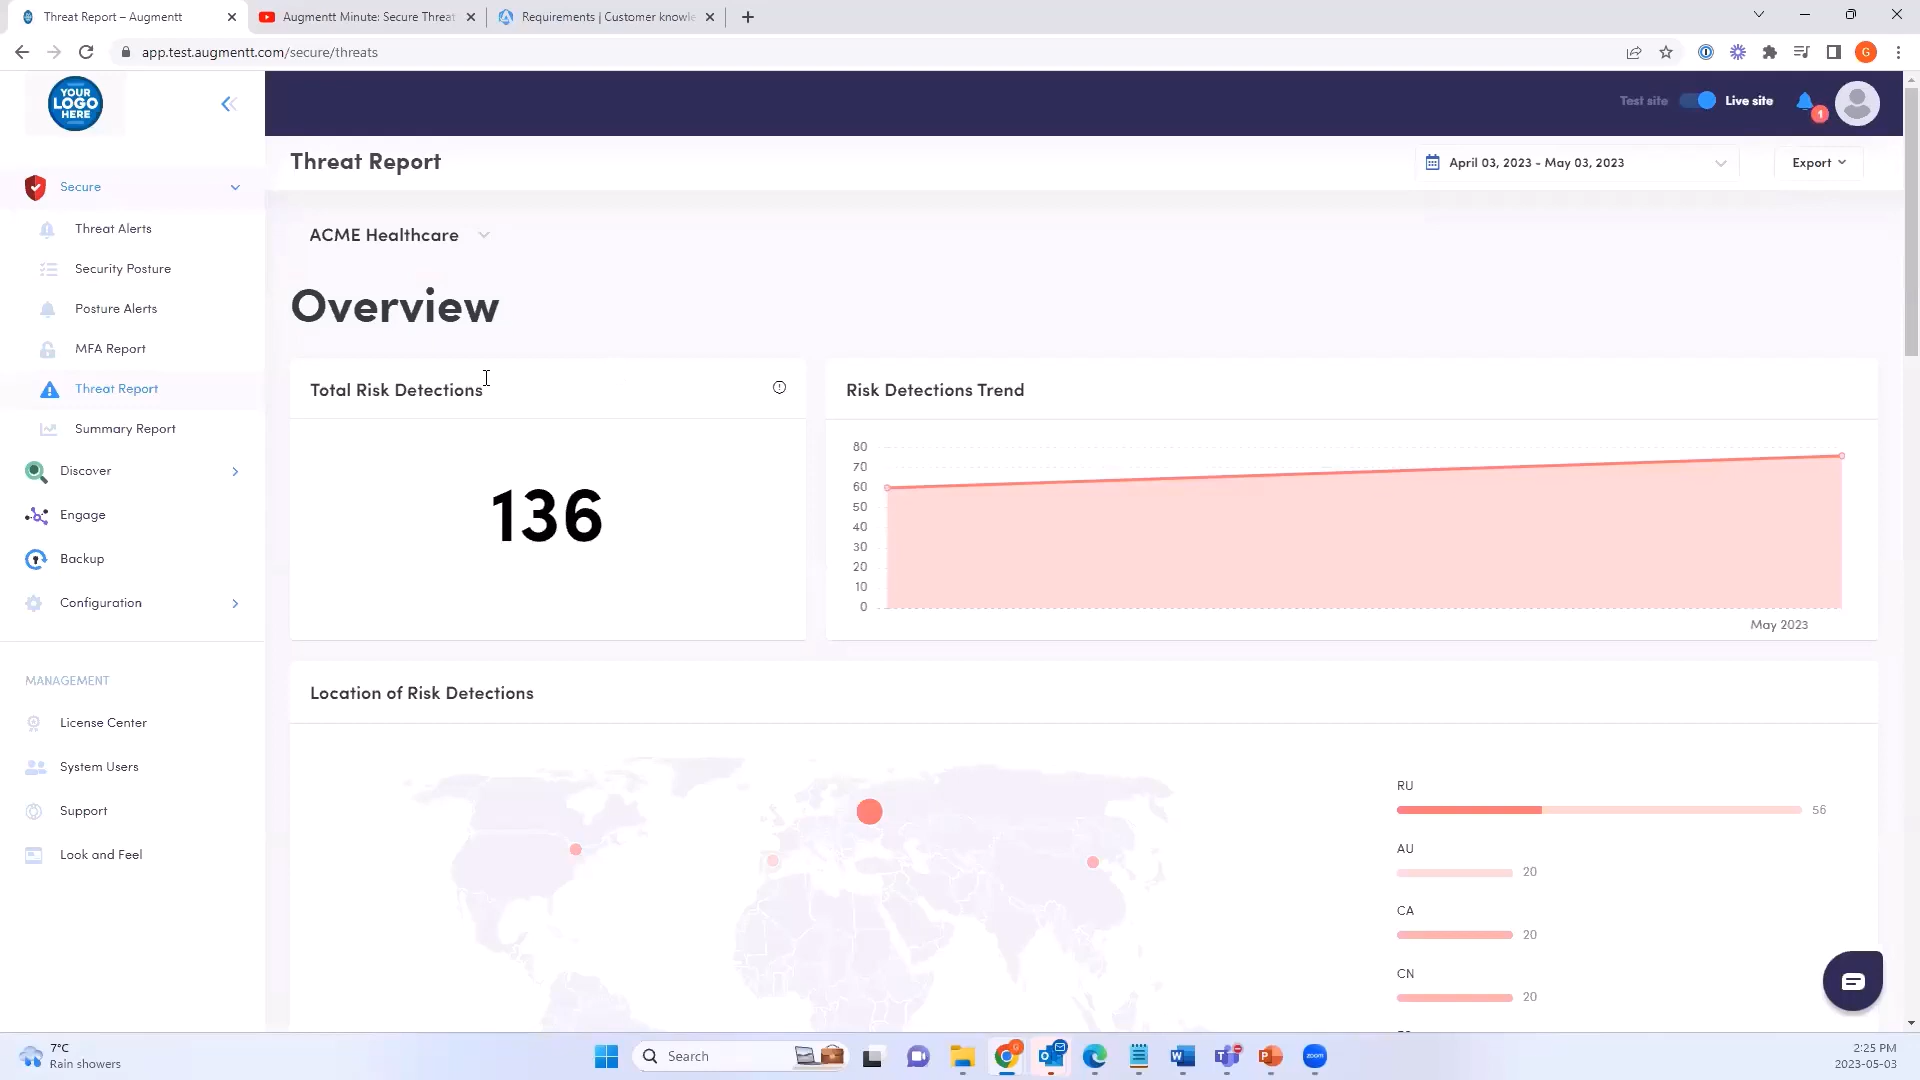 Threat Report – Augmentt
Augmentt Minute: Secure Threat
Requirements | Customer knowle
app.test.augmentt.com/secure/threats
G
YOUR
LOGO
HERE
Test site
Live site
1
Threat Report
April 03, 2023 - May 03, 2023
Export
Secure
Threat Alerts
Security Posture
Posture Alerts
MFA Report
Threat Report
Summary Report
Discover
Engage
Backup
Configuration
MANAGEMENT
License Center
System Users
Support
Look and Feel
ACME Healthcare
Overview
Total Risk Detections
136
Risk Detections Trend
80
70
60
50
40
30
20
10
0
May 2023
Location of Risk Detections
RU
56
AU
20
CA
20
CN
20
7°C
Rain showers
Search
zoom
2:25 PM
2023-05-03